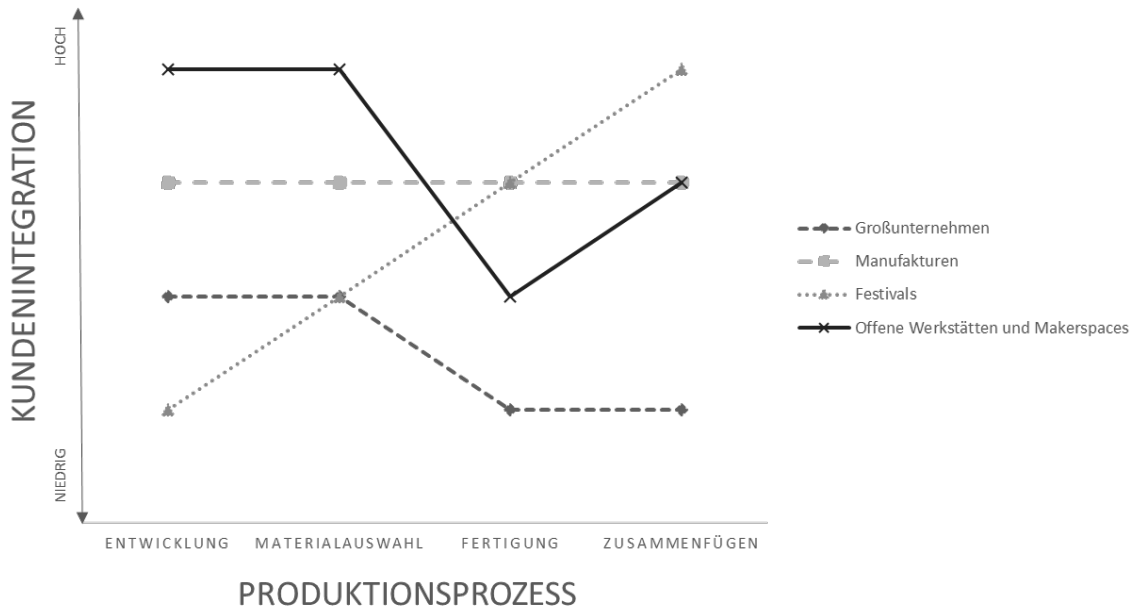 HOCH
KUNDENINTEGRATION
NIEDRIG
ENTWICKLUNG MATERIALAUSWAHL FERTIGUNG ZUSAMMENFÜGEN
PRODUKTIONSPROZESS
Großunternehmen
Manufakturen
Festivals
Offene Werkstätten und Makerspaces